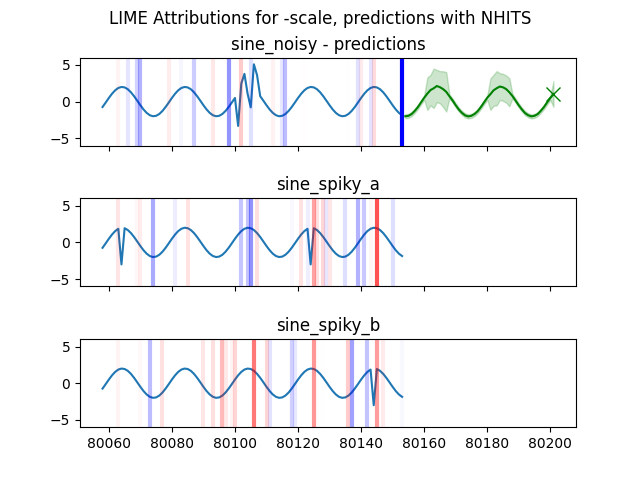 LIME Attributions for -scale, predictions with NHITS
sine_noisy - predictions
5
0
−5
sine_spiky_a
5
0
−5
sine_spiky_b
5
0
−5
80060 80080 80100 80120 80140 80160 80180 80200